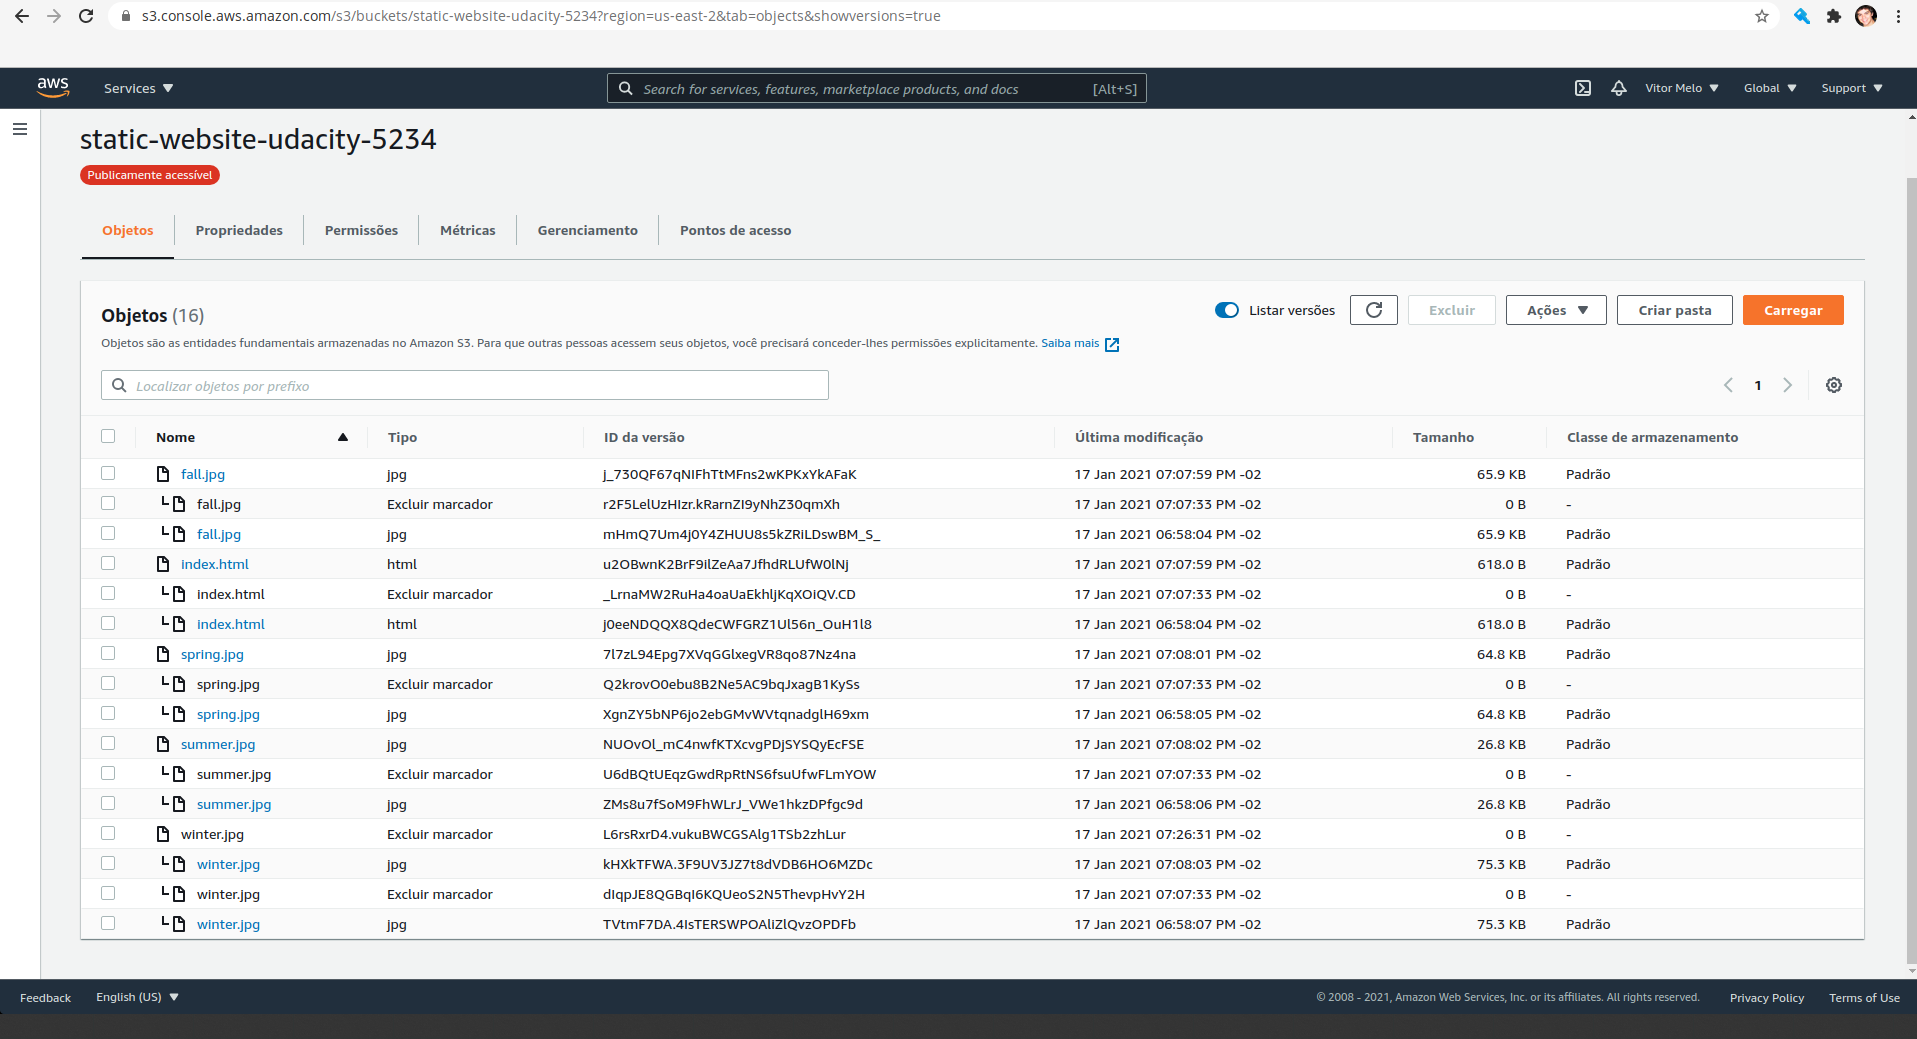 s3.console.aws.amazon.com/s3/buckets/static-website-udacity-5234?region=us-east-2&tab=objects&showversions=true
aws Services Search for services, features, marketplace products, and docs [Alt+S] Vitor Melo Global Support
static-website-udacity-5234
Publicamente acessível
Objetos Propriedades Permissões Métricas Gerenciamento Pontos de acesso
Objetos (16) Listar versões Excluir Ações Criar pasta Carregar
Objetos são as entidades fundamentais armazenadas no Amazon S3. Para que outras pessoas acessem seus objetos, você precisará conceder-lhes permissões explicitamente. Saiba mais
Localizar objetos por prefixo 1
Nome Tipo ID da versão Última modificação Tamanho Classe de armazenamento
fall.jpg jpg j_730QF67qNIFhTtMFns2wKPKxYkAFaK 17 Jan 2021 07:07:59 PM -02 65.9 KB Padrão
fall.jpg Excluir marcador r2F5LelUzHIzr.kRarnZI9yNhZ30qmXh 17 Jan 2021 07:07:33 PM -02 0 B -
fall.jpg jpg mHmQ7Um4j0Y4ZHUU8s5kZRiLDswBM_S_ 17 Jan 2021 06:58:04 PM -02 65.9 KB Padrão
index.html html u2OBwnK2BrF9ilZeAa7JfhdRLUfW0lNj 17 Jan 2021 07:07:59 PM -02 618.0 B Padrão
index.html Excluir marcador _LrnaMW2RuHa4oaUaEkhljKqXOiQV.CD 17 Jan 2021 07:07:33 PM -02 0 B -
index.html html j0eeNDQQX8QdeCWFGRZ1Ul56n_OuH1l8 17 Jan 2021 06:58:04 PM -02 618.0 B Padrão
spring.jpg jpg 7l7zL94Epg7XVqGGlxegVR8qo87Nz4na 17 Jan 2021 07:08:01 PM -02 64.8 KB Padrão
spring.jpg Excluir marcador Q2krovO0ebu8B2Ne5AC9bqJxagB1KySs 17 Jan 2021 07:07:33 PM -02 0 B -
spring.jpg jpg XgnZY5bNP6jo2ebGMvWVtqnadglH69xm 17 Jan 2021 06:58:05 PM -02 64.8 KB Padrão
summer.jpg jpg NUOvOl_mC4nwfKTXcvgPDjSYSQyEcFSE 17 Jan 2021 07:08:02 PM -02 26.8 KB Padrão
summer.jpg Excluir marcador U6dBQtUEqzGwdRpRtNS6fsuUfwFLmYOW 17 Jan 2021 07:07:33 PM -02 0 B -
summer.jpg jpg ZMs8u7fSoM9FhWLrJ_VWe1hkzDPfgc9d 17 Jan 2021 06:58:06 PM -02 26.8 KB Padrão
winter.jpg Excluir marcador L6rsRxrD4.vukuBWCGSAlg1TSb2zhLur 17 Jan 2021 07:26:31 PM -02 0 B -
winter.jpg jpg kHXkTFWA.3F9UV3JZ7t8dVDB6HO6MZDc 17 Jan 2021 07:08:03 PM -02 75.3 KB Padrão
winter.jpg Excluir marcador dIqpJE8QGBqI6KQUeoS2N5ThevpHvY2H 17 Jan 2021 07:07:33 PM -02 0 B -
winter.jpg jpg TVtmF7DA.4IsTERSWPOAliZlQvzOPDFb 17 Jan 2021 06:58:07 PM -02 75.3 KB Padrão
Feedback English (US) © 2008 - 2021, Amazon Web Services, Inc. or its affiliates. All rights reserved. Privacy Policy Terms of Use